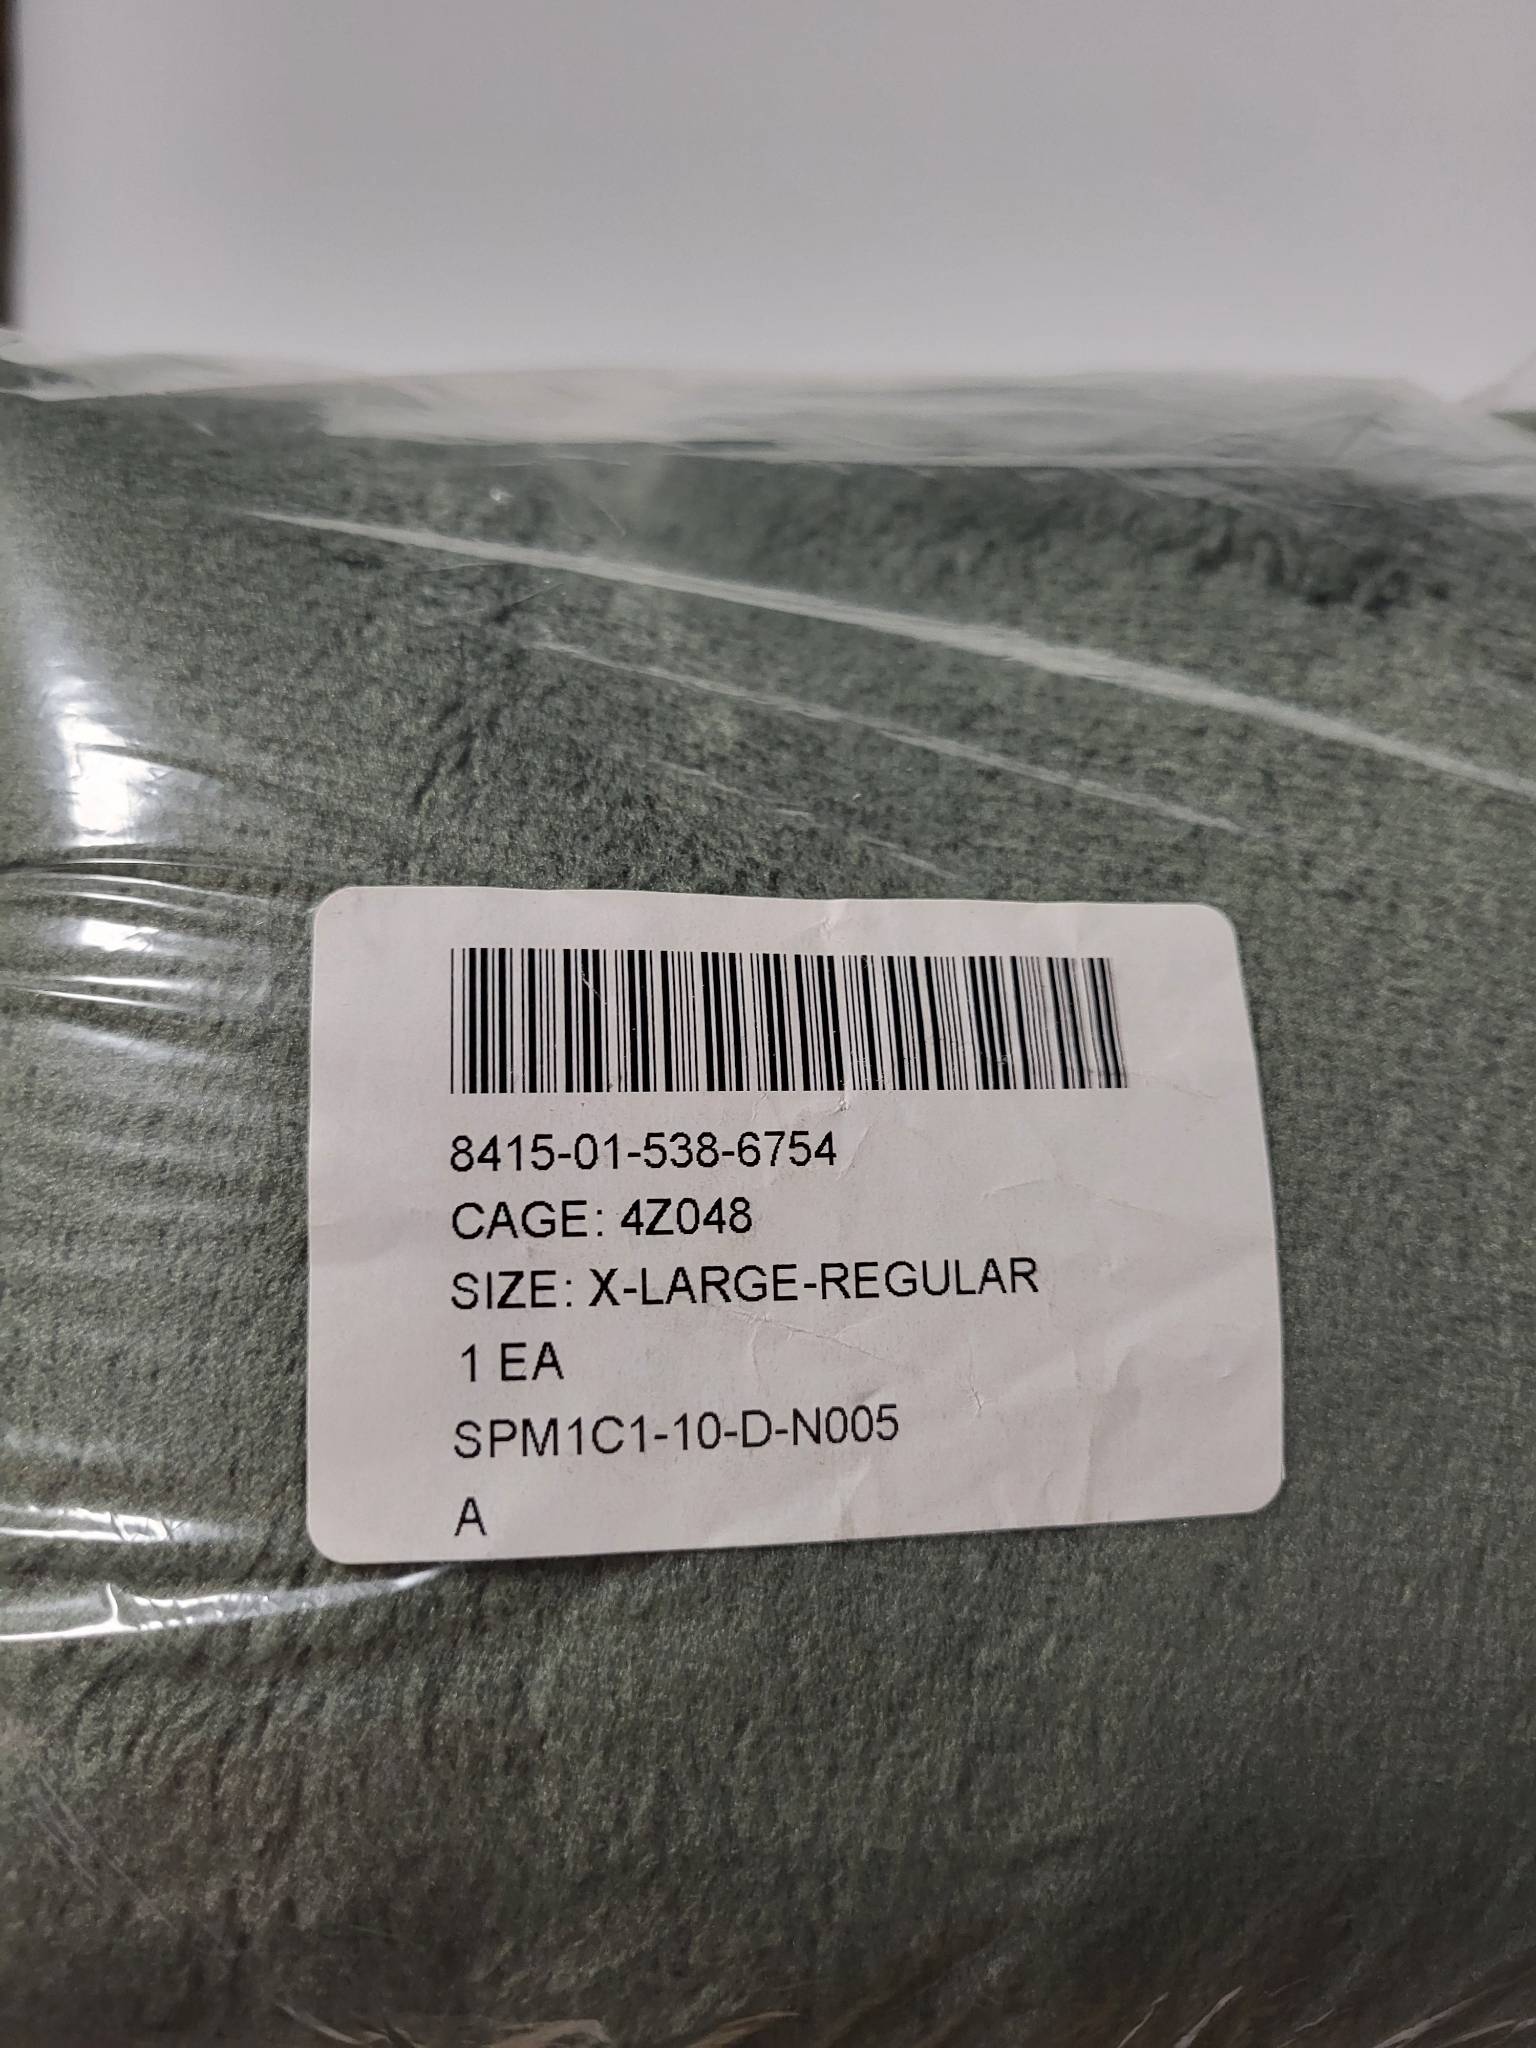 8415-01-538-6754
CAGE: 4Z048
SIZE: X-LARGE-REGULAR
1 EA
SPM1C1-10-D-N005
A